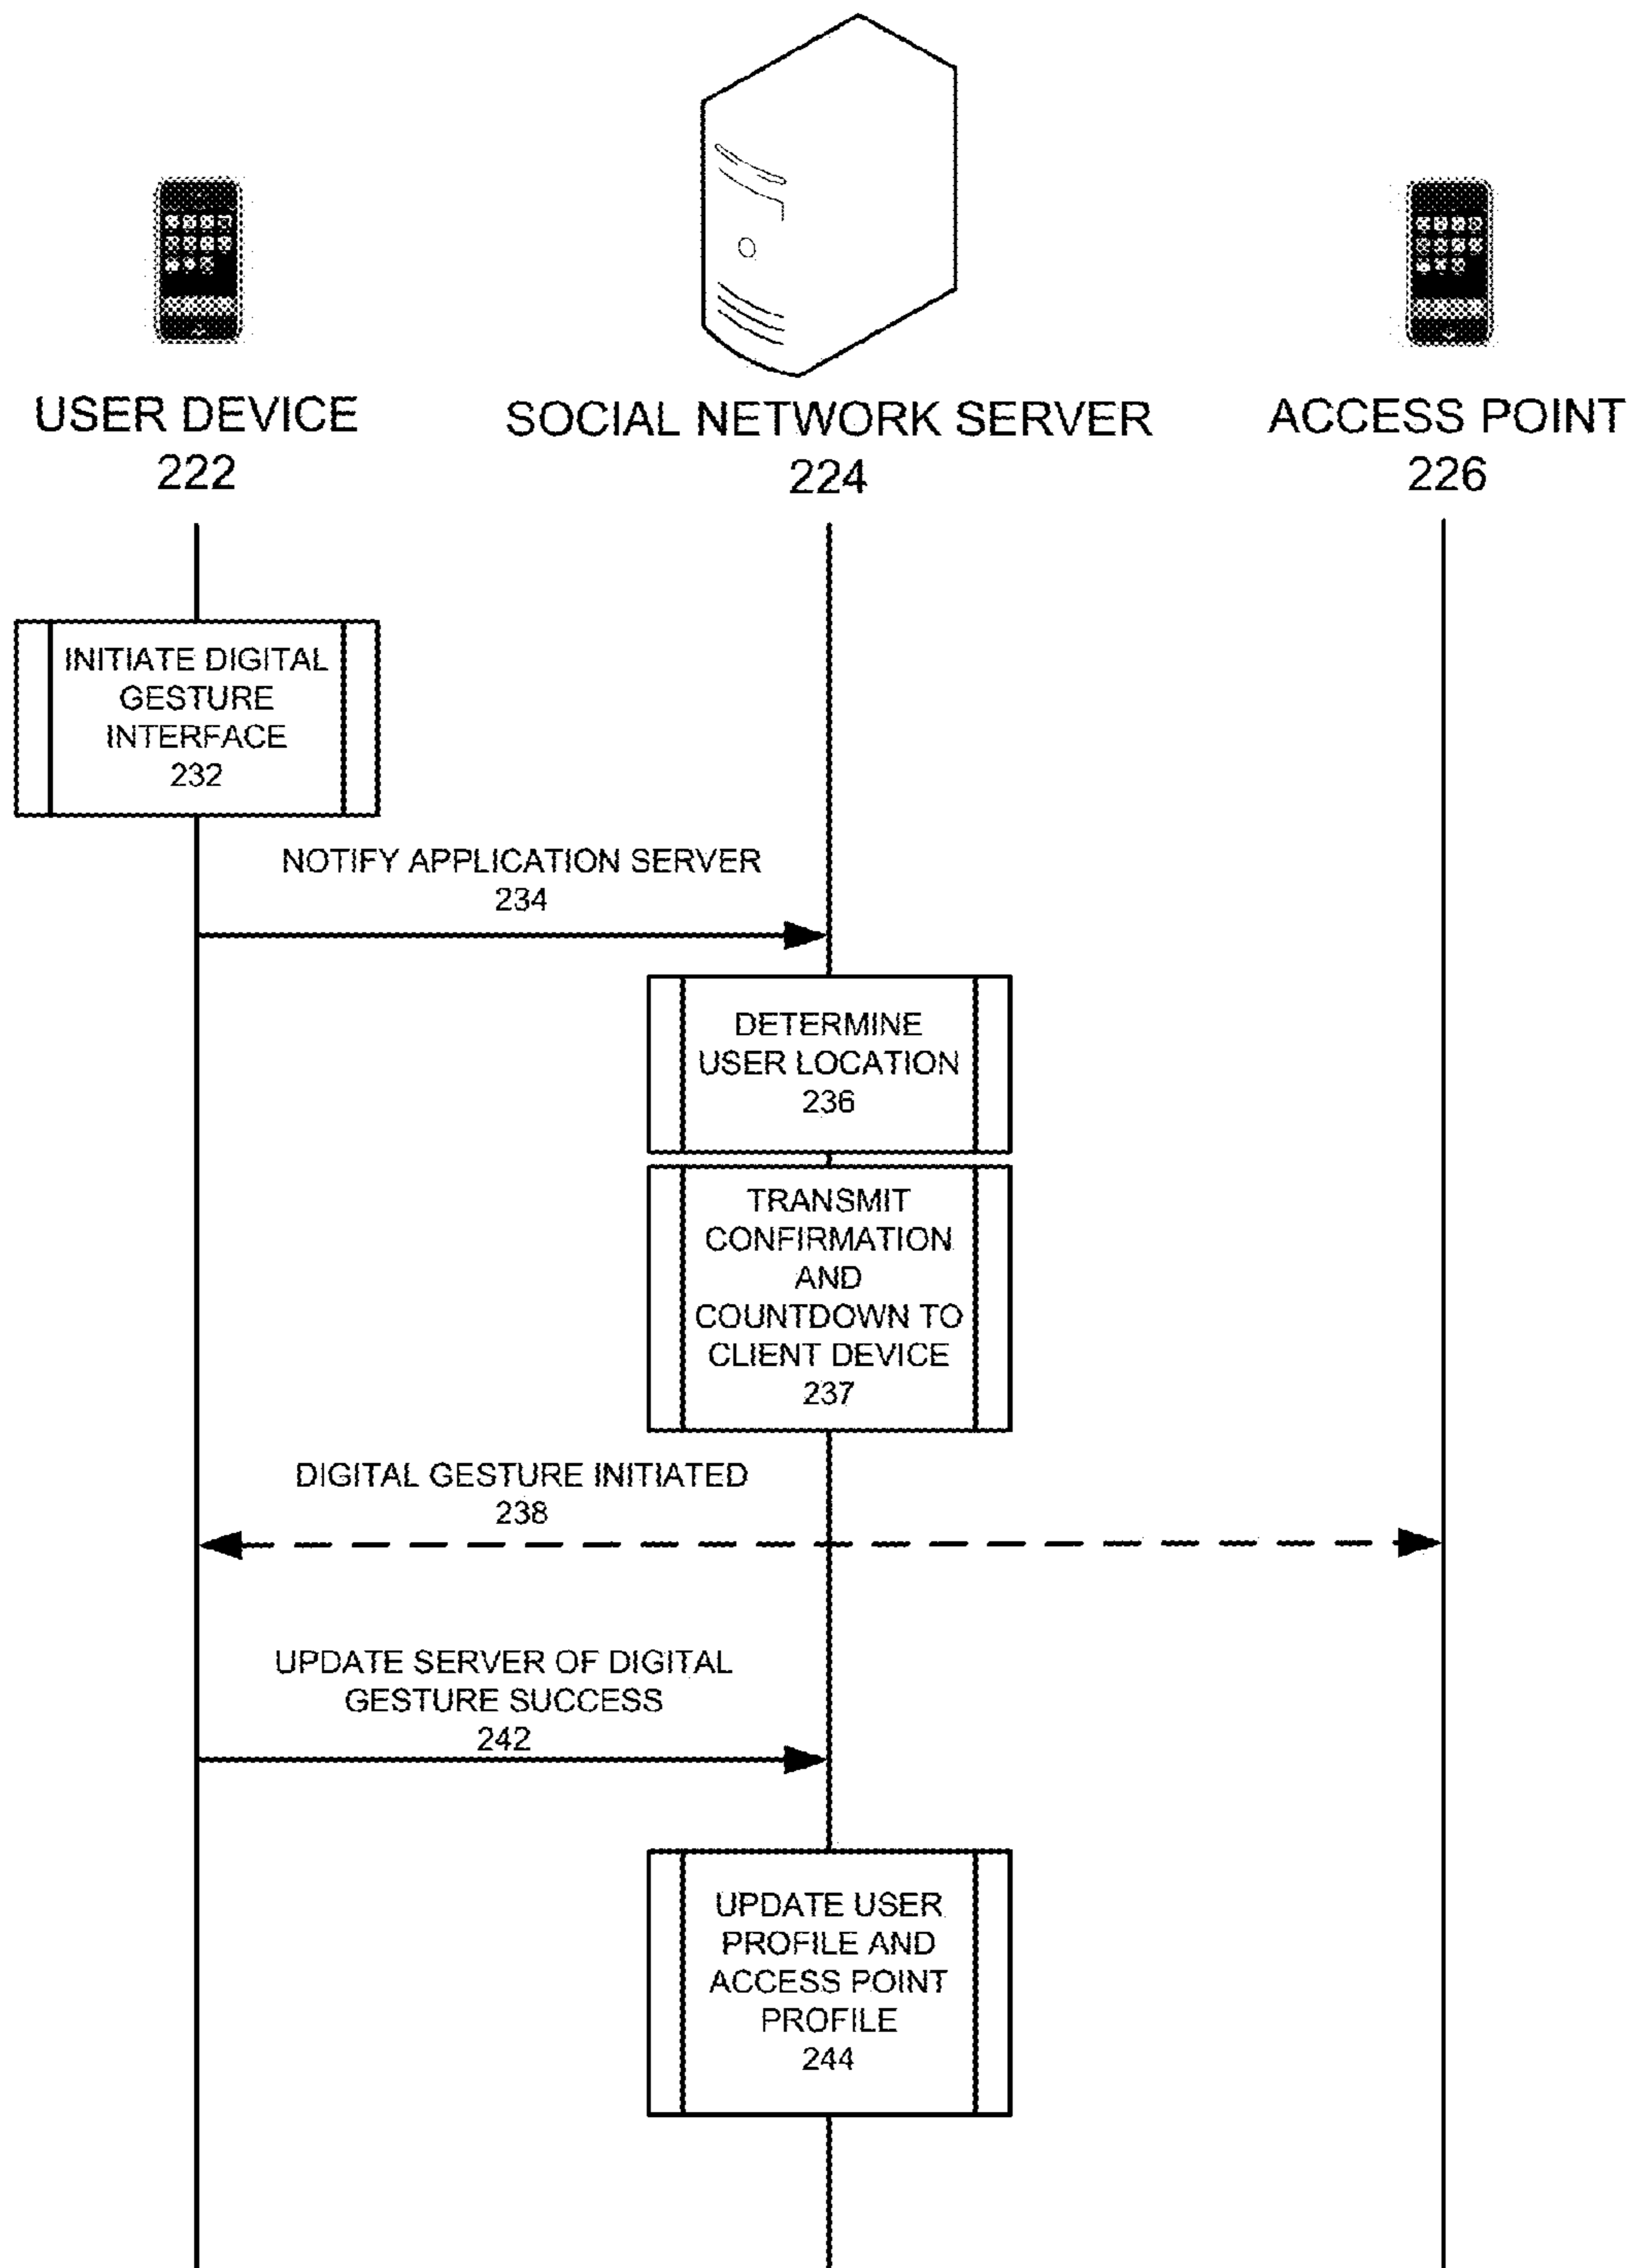 USER DEVICE
222
SOCIAL NETWORK SERVER
224
ACCESS POINT
226
INITIATE DIGITAL
GESTURE
INTERFACE
232
NOTIFY APPLICATION SERVER
234
DETERMINE
USER LOCATION
236
TRANSMIT
CONFIRMATION
AND
COUNTDOWN TO
CLIENT DEVICE
237
DIGITAL GESTURE INITIATED
238
UPDATE SERVER OF DIGITAL
GESTURE SUCCESS
242
UPDATE USER
PROFILE AND
ACCESS POINT
PROFILE
244